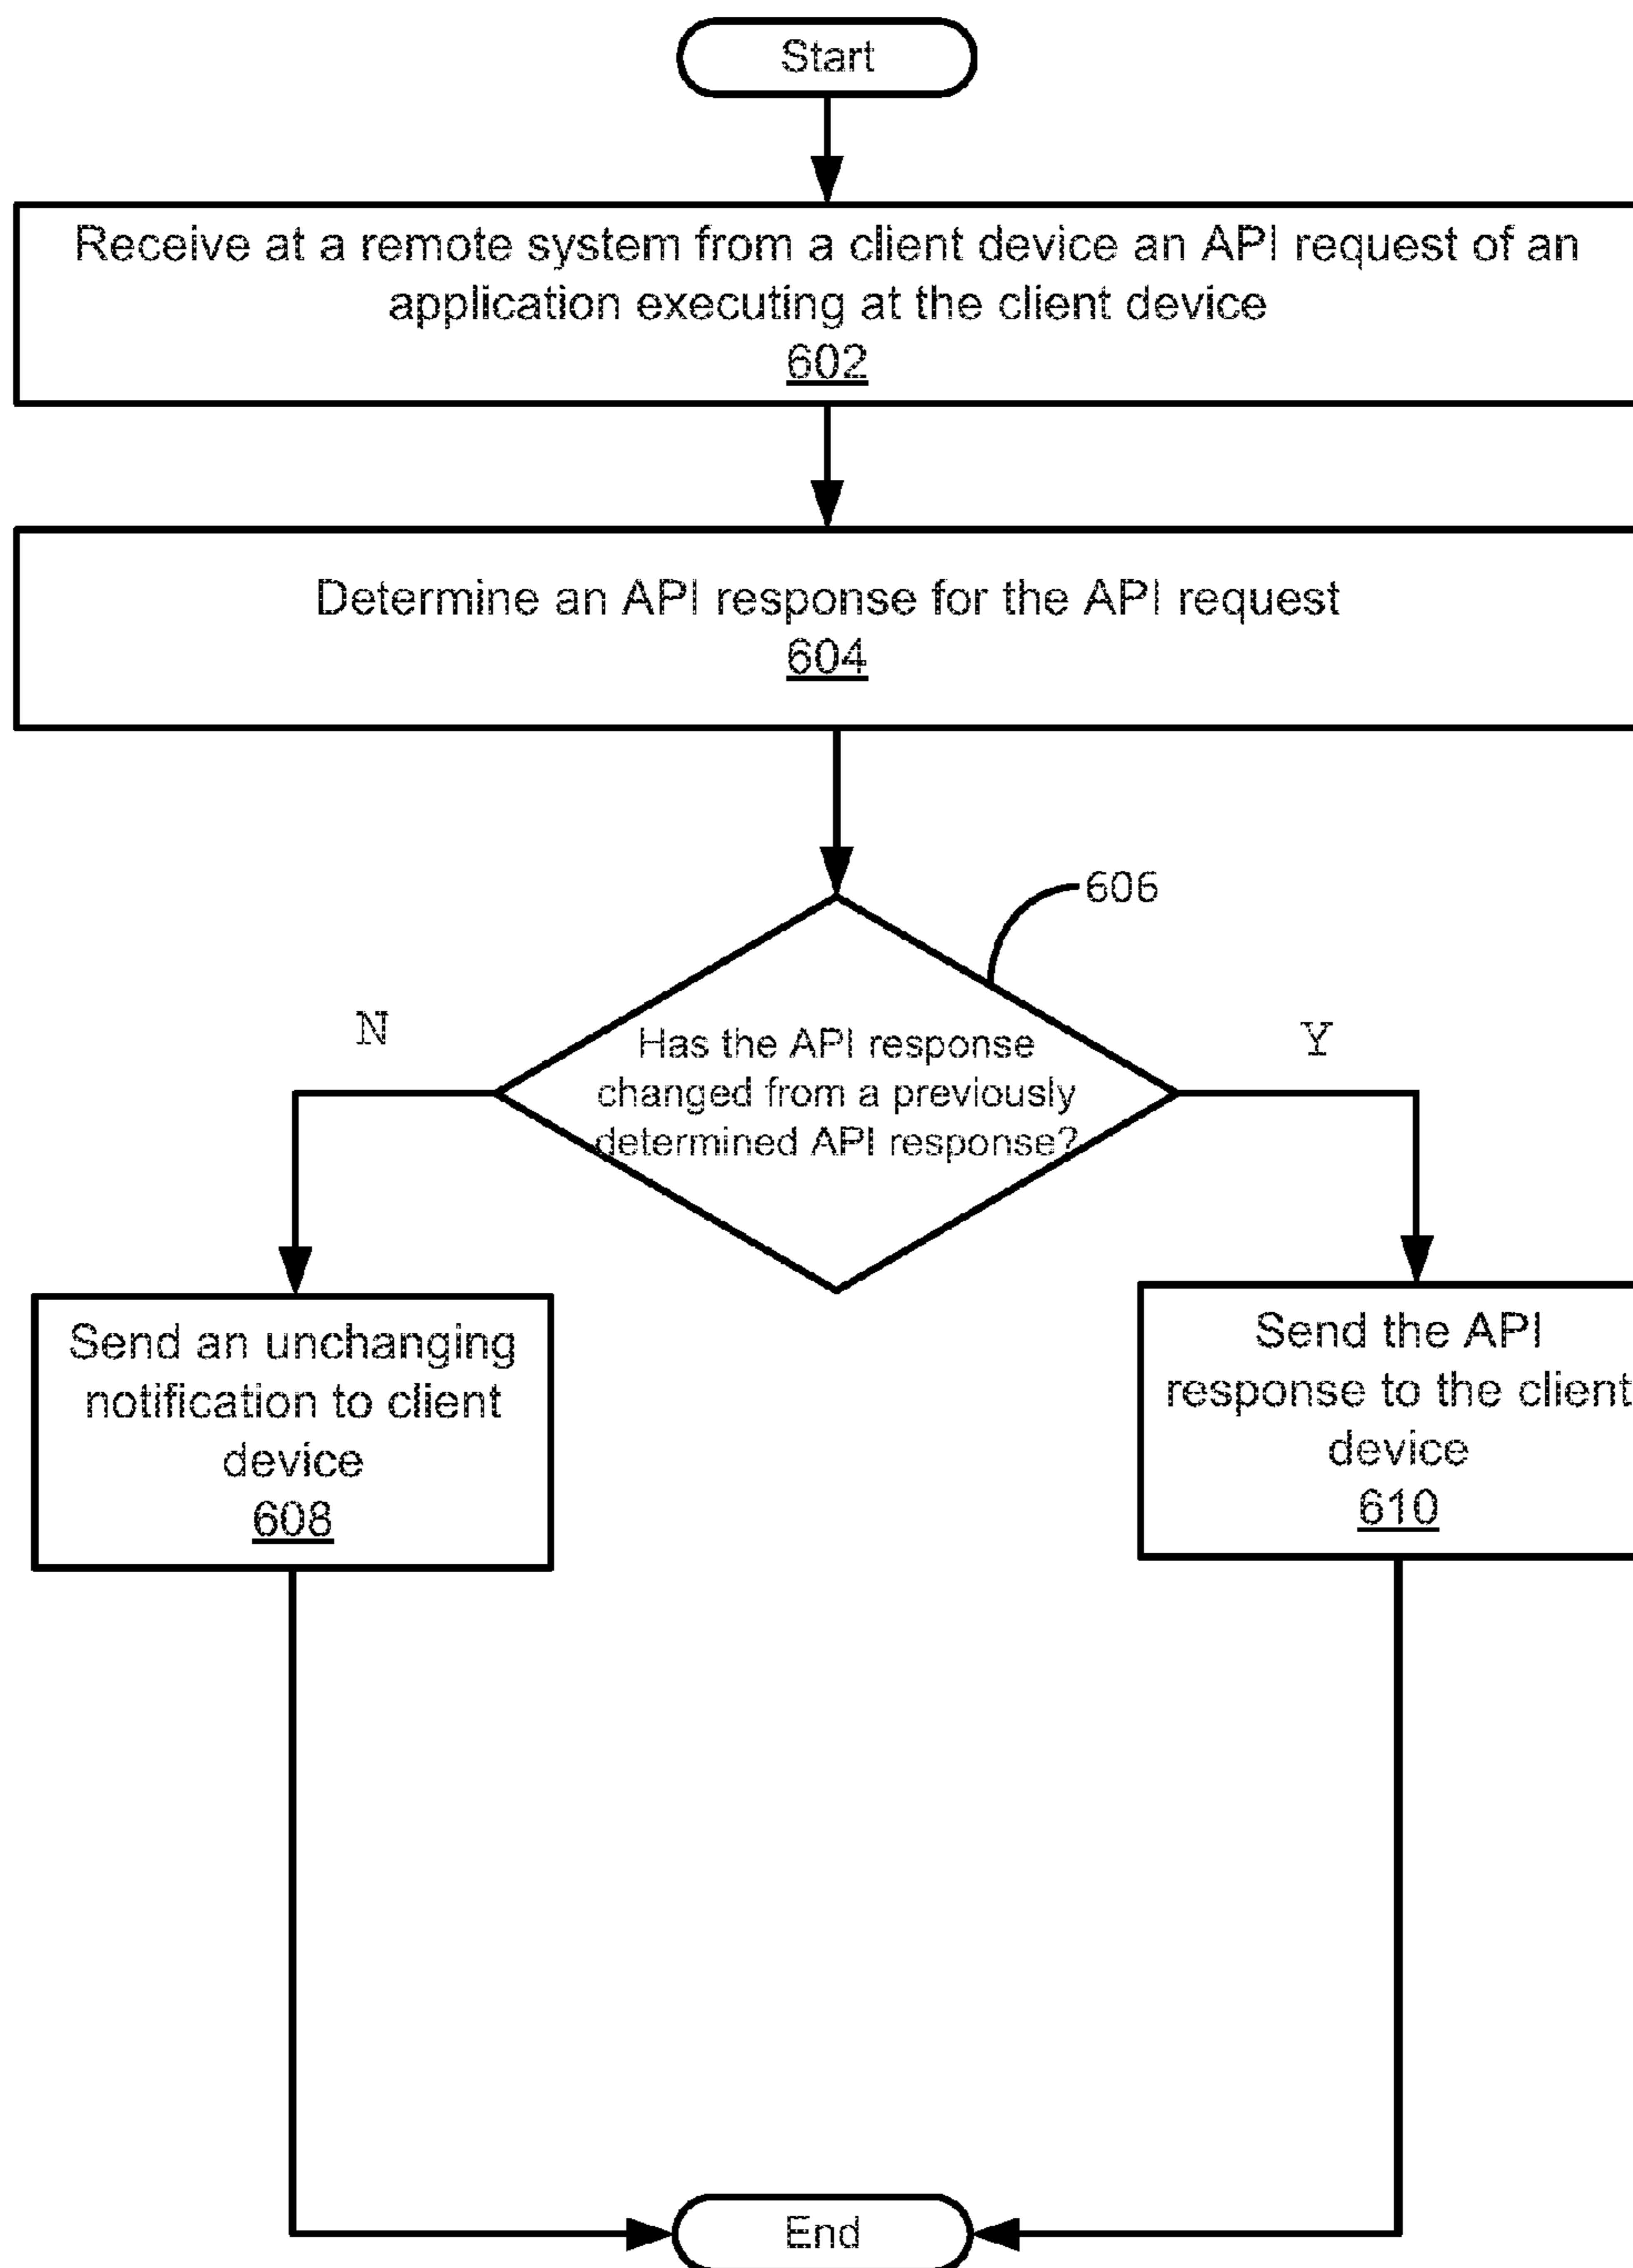 Start
Receive at a remote system from a client device an API request of an
application executing at the client device
602
Determine an API response for the API request
604
606
N
Y
Has the API response
changed from a previously
determined API response?
Send an unchanging
notification to client
device
608
Send the API
response to the client
device
610
End